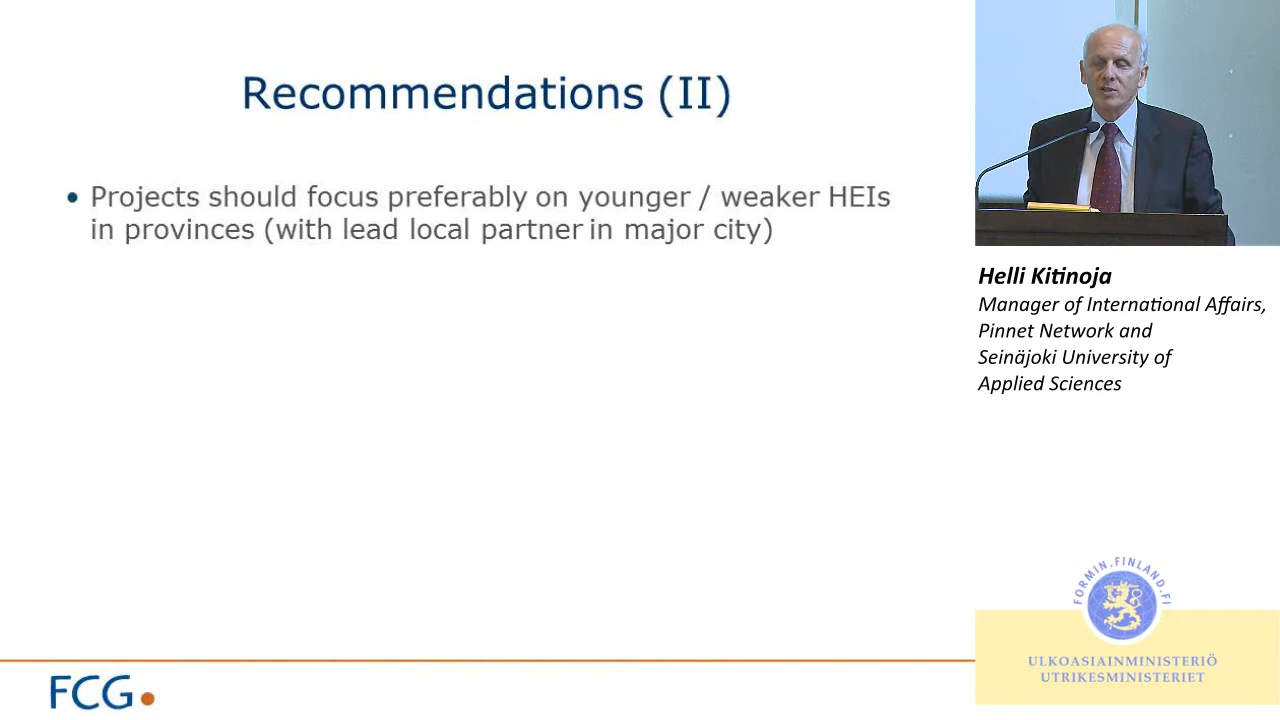 Recommendations (II)
• Projects should focus preferably on younger / weaker HEIs
in provinces (with lead local partner in major city)
Helli Kitinoja
Manager of International Affairs,
Pinnet Network and
Seinäjoki University of
Applied Sciences
FORMIN.FINLAND.FI
ULKOASIAINMINISTERIÖ
UTRIKESMINISTERIET
FCG